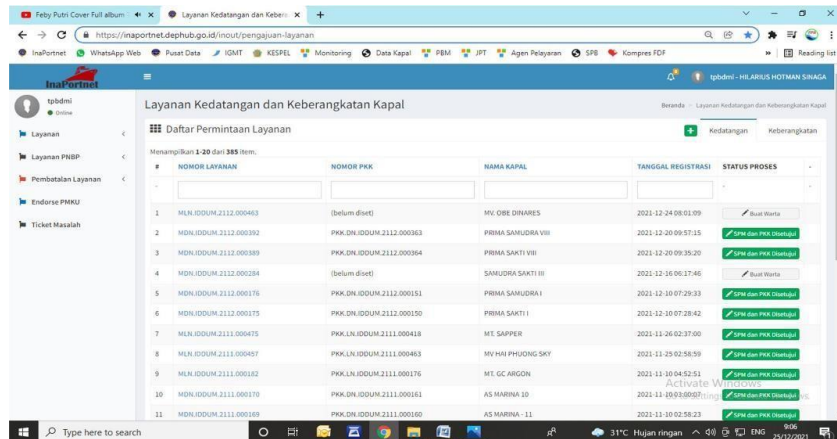 Feby Putri Cover Full album
Layanan Kedatangan dan Keber
https://inaportnet.dephub.go.id/inout/pengajuan-layanan
InaPortnet WhatsApp Web Pusat Data IGMT KESPEL Monitoring Data Kapal PBM JPT Agen Pelayaran SPB Kompres PDF » Reading list
InaPortnet
tpbdmi - HILARIUS HOTMAN SINAGA
tpbdmi
Online
Layanan
Layanan PNBP
Pembatalan Layanan
Endorse PMKU
Ticket Masalah
Layanan Kedatangan dan Keberangkatan Kapal
Beranda Layanan Kedatangan dan Keberangkatan Kapal
Daftar Permintaan Layanan
Kedatangan Keberangkatan
Menampilkan 1-20 dari 385 item.
# NOMOR LAYANAN NOMOR PKK NAMA KAPAL TANGGAL REGISTRASI STATUS PROSES
1 MLN.IDDUM.2112.000463 (belum diset) MV. OBE DINARES 2021-12-24 08:01:09 Buat Warta
2 MDN.IDDUM.2112.000392 PKK.DN.IDDUM.2112.000363 PRIMA SAMUDRA VIII 2021-12-20 09:57:15 SPM dan PKK Disetujui
3 MDN.IDDUM.2112.000389 PKK.DN.IDDUM.2112.000364 PRIMA SAKTI VIII 2021-12-20 09:35:20 SPM dan PKK Disetujui
4 MDN.IDDUM.2112.000284 (belum diset) SAMUDRA SAKTI III 2021-12-16 06:17:46 Buat Warta
5 MDN.IDDUM.2112.000176 PKK.DN.IDDUM.2112.000151 PRIMA SAMUDRA I 2021-12-10 07:29:33 SPM dan PKK Disetujui
6 MDN.IDDUM.2112.000175 PKK.DN.IDDUM.2112.000150 PRIMA SAKTI I 2021-12-10 07:28:42 SPM dan PKK Disetujui
7 MLN.IDDUM.2111.000475 PKK.LN.IDDUM.2111.000418 MT. SAPPER 2021-11-26 02:37:00 SPM dan PKK Disetujui
8 MLN.IDDUM.2111.000457 PKK.LN.IDDUM.2111.000463 MV HAI PHUONG SKY 2021-11-25 02:58:59 SPM dan PKK Disetujui
9 MLN.IDDUM.2111.000182 PKK.LN.IDDUM.2111.000176 MT. GC ARGON 2021-11-10 04:52:51 SPM dan PKK Disetujui
Activate Windows
10 MDN.IDDUM.2111.000170 PKK.DN.IDDUM.2111.000161 AS MARINA 10 2021-11-10 SPM dan PKK Disetujui
11 MDN.IDDUM.2111.000169 PKK.DN.IDDUM.2111.000160 AS MARINA - 11 2021-11-10 02:58:23 SPM dan PKK Disetujui
Type here to search
31°C Hujan ringan ENG 9:06
25/12/2021